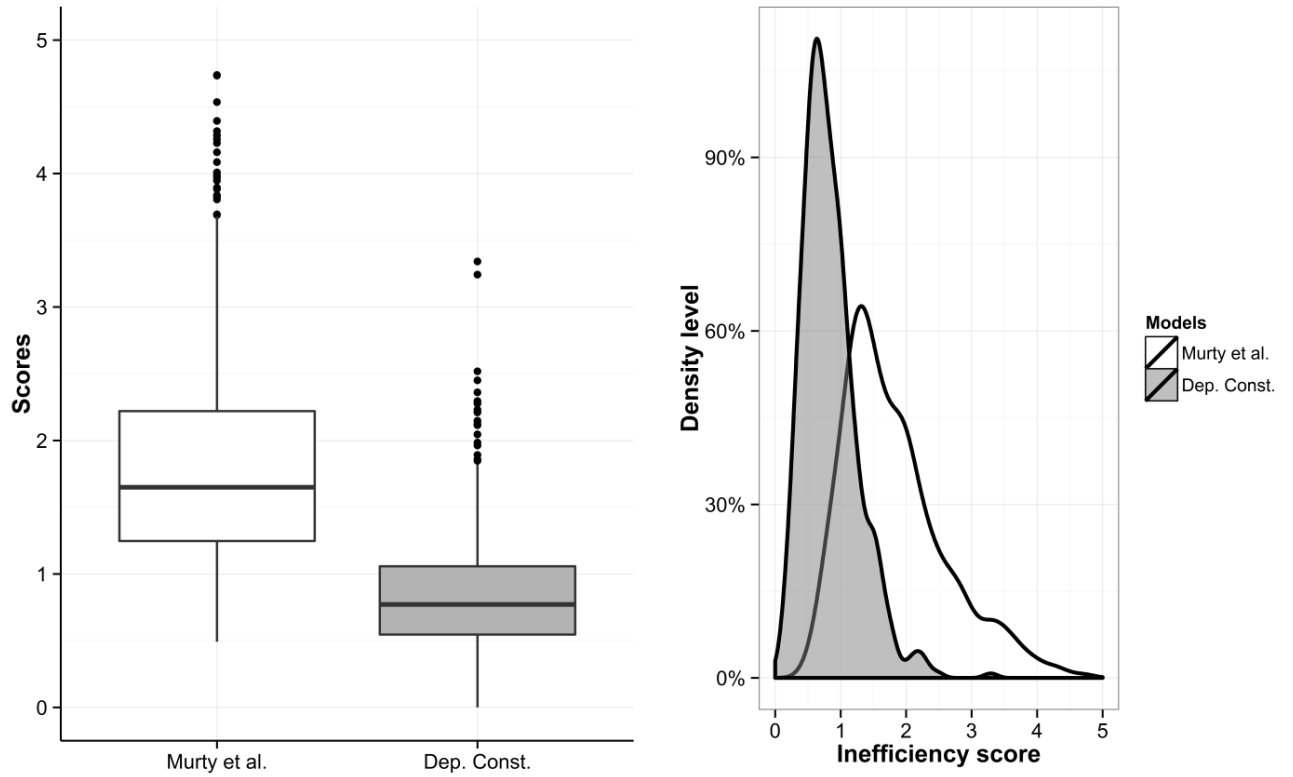 Scores
5
4
3
2
1
0
Murty et al.
Dep. Const.
Density level
90%
60%
30%
0%
0 1 2 3 4 5
Inefficiency score
Models
Murty et al.
Dep. Const.